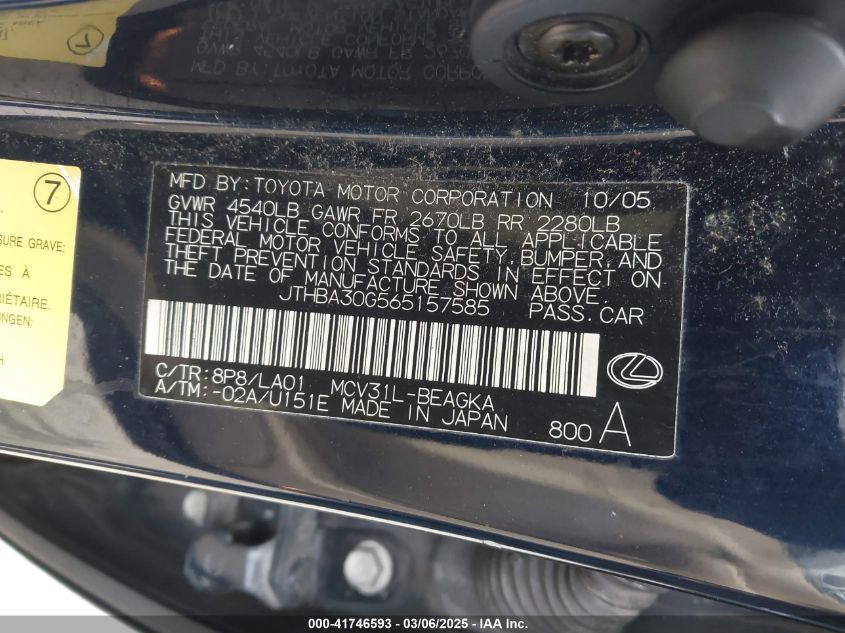 7
SURE GRAVE:
ES À
RIÉTAIRE.
UNGEN:
H
MFD BY: TOYOTA MOTOR CORPORATION 10/05
GVWR 4540LB GAWR FR 2670LB RR 2280LB
THIS VEHICLE CONFORMS TO ALL APPLICABLE
FEDERAL MOTOR VEHICLE SAFETY, BUMPER, AND
THEFT PREVENTION STANDARDS IN EFFECT ON
THE DATE OF MANUFACTURE SHOWN ABOVE.
JTHBA30G565157585 PASS.CAR
C/TR: 8P8/LA01 MCV31L-BEAGKA
A/TM: -02A/U151E MADE IN JAPAN
800 A
000-41746593 - 03/06/2025 - IAA Inc.